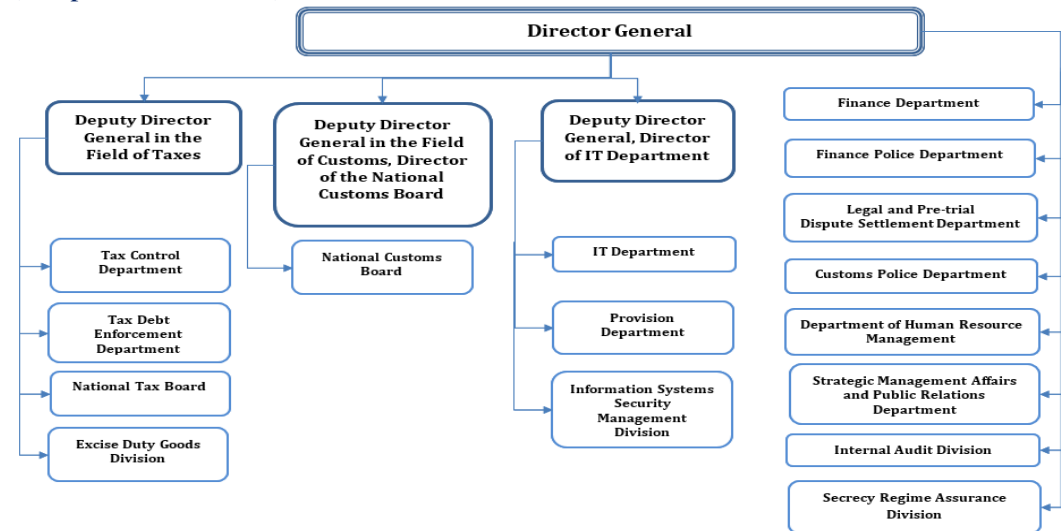 Director General
Deputy Director
General in the
Field of Taxes
Tax Control
Department
Tax Debt
Enforcement
Department
National Tax Board
Excise Duty Goods
Division
Deputy Director
General in the Field
of Customs, Director
of the National
Customs Board
National Customs
Board
Deputy Director
General, Director
of IT Department
IT Department
Provision
Department
Information Systems
Security
Management
Division
Finance Department
Finance Police Department
Legal and Pre-trial
Dispute Settlement Department
Customs Police Department
Department of Human Resource
Management
Strategic Management Affairs
and Public Relations
Department
Internal Audit Division
Secrecy Regime Assurance
Division